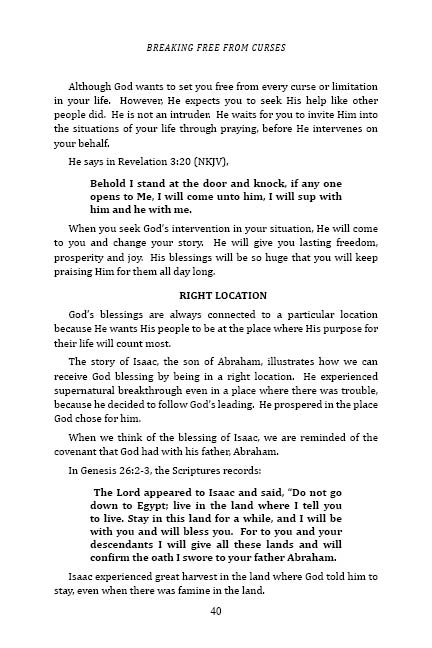 BREAKING FREE FROM CURSES
Although God wants to set you free from every curse or limitation
in your life. However, He expects you to seek His help like other
people did. He is not an intruder. He waits for you to invite Him into
the situations of your life through praying, before He intervenes on
your behalf.
He says in Revelation 3:20 (NKJV),
Behold I stand at the door and knock, if any one
opens to Me, I will come unto him, I will sup with
him and he with me.
When you seek God's intervention in your situation, He will come
to you and change your story. He will give you lasting freedom,
prosperity and joy. His blessings will be so huge that you will keep
praising Him for them all day long.
RIGHT LOCATION
God's blessings are always connected to a particular location
because He wants His people to be at the place where His purpose for
their life will count most.
The story of Isaac, the son of Abraham, illustrates how we can
receive God blessing by being in a right location. He experienced
supernatural breakthrough even in a place where there was trouble,
because he decided to follow God's leading. He prospered in the place
God chose for him.
When we think of the blessing of Isaac, we are reminded of the
covenant that God had with his father, Abraham.
In Genesis 26:2-3, the Scriptures records:
The Lord appeared to Isaac and said, "Do not go
down to Egypt; live in the land where I tell you
to live. Stay in this land for a while, and I will be
with you and will bless you. For to you and your
descendants I will give all these lands and will
confirm the oath I swore to your father Abraham.
Isaac experienced great harvest in the land where God told him to
stay, even when there was famine in the land.
40